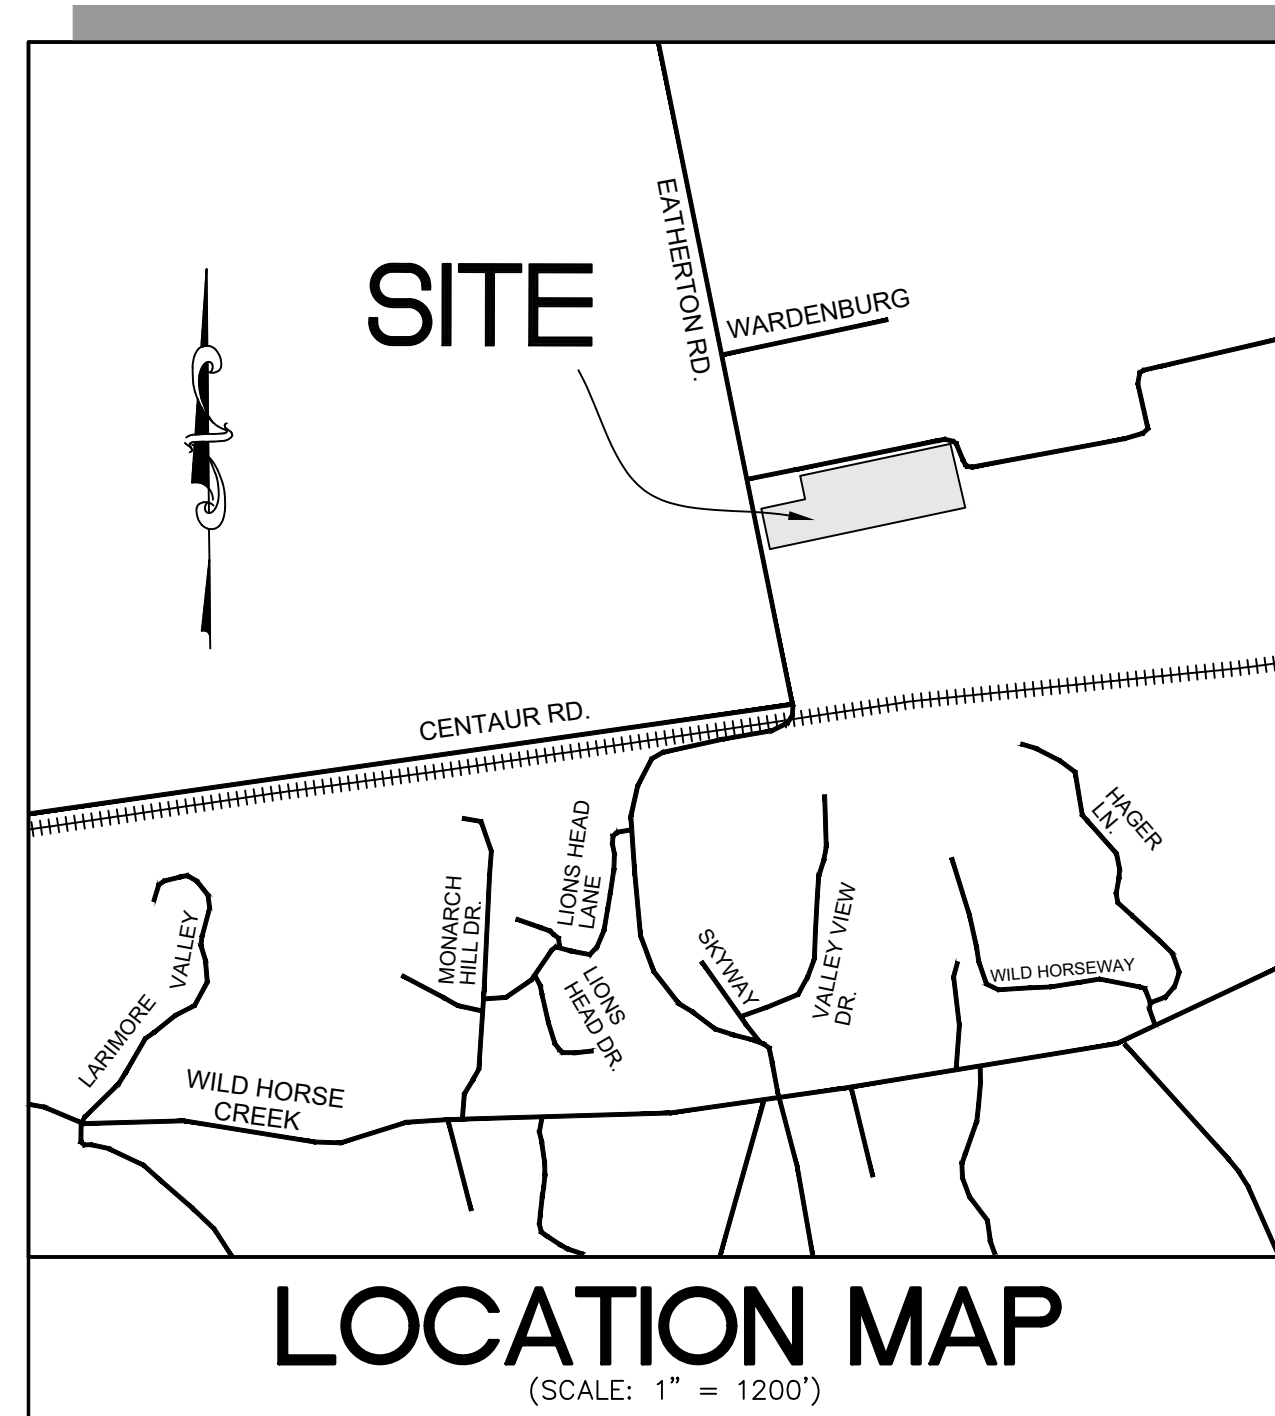 EATHERTON RD.
SITE
WARDENBURG
CENTAUR RD.
HAGER
LN.
LIONS HEAD
LANE
MONARCH
HILL DR.
VALLEY VIEW
DR.
VALLEY
LARIMORE
SKYWAY
WILD HORSEWAY
LIONS
HEAD DR.
WILD HORSE
CREEK
LOCATION MAP
(SCALE: 1" = 1200')